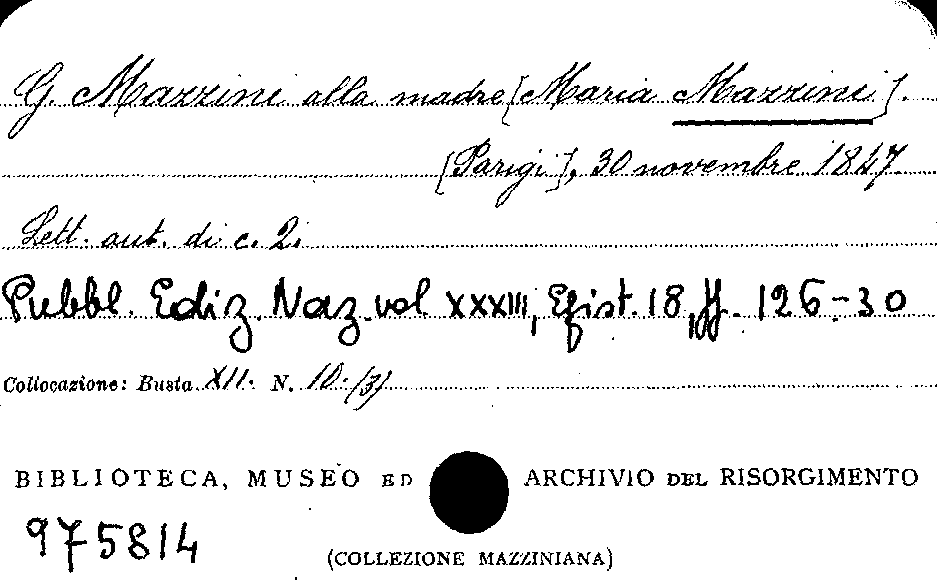 G. Mazzini alla madre [Maria Mazzini].
[Parigi], 30 novembre 1847.
Lett. aut. di c. 2.
Pubbl. Ediz. Naz. vol. XXXIII, Epist. 18, ff. 126-30
Collocazione: Busta XII. N. 10. (3)
BIBLIOTECA, MUSEO ED ARCHIVIO DEL RISORGIMENTO
975814
(COLLEZIONE MAZZINIANA)